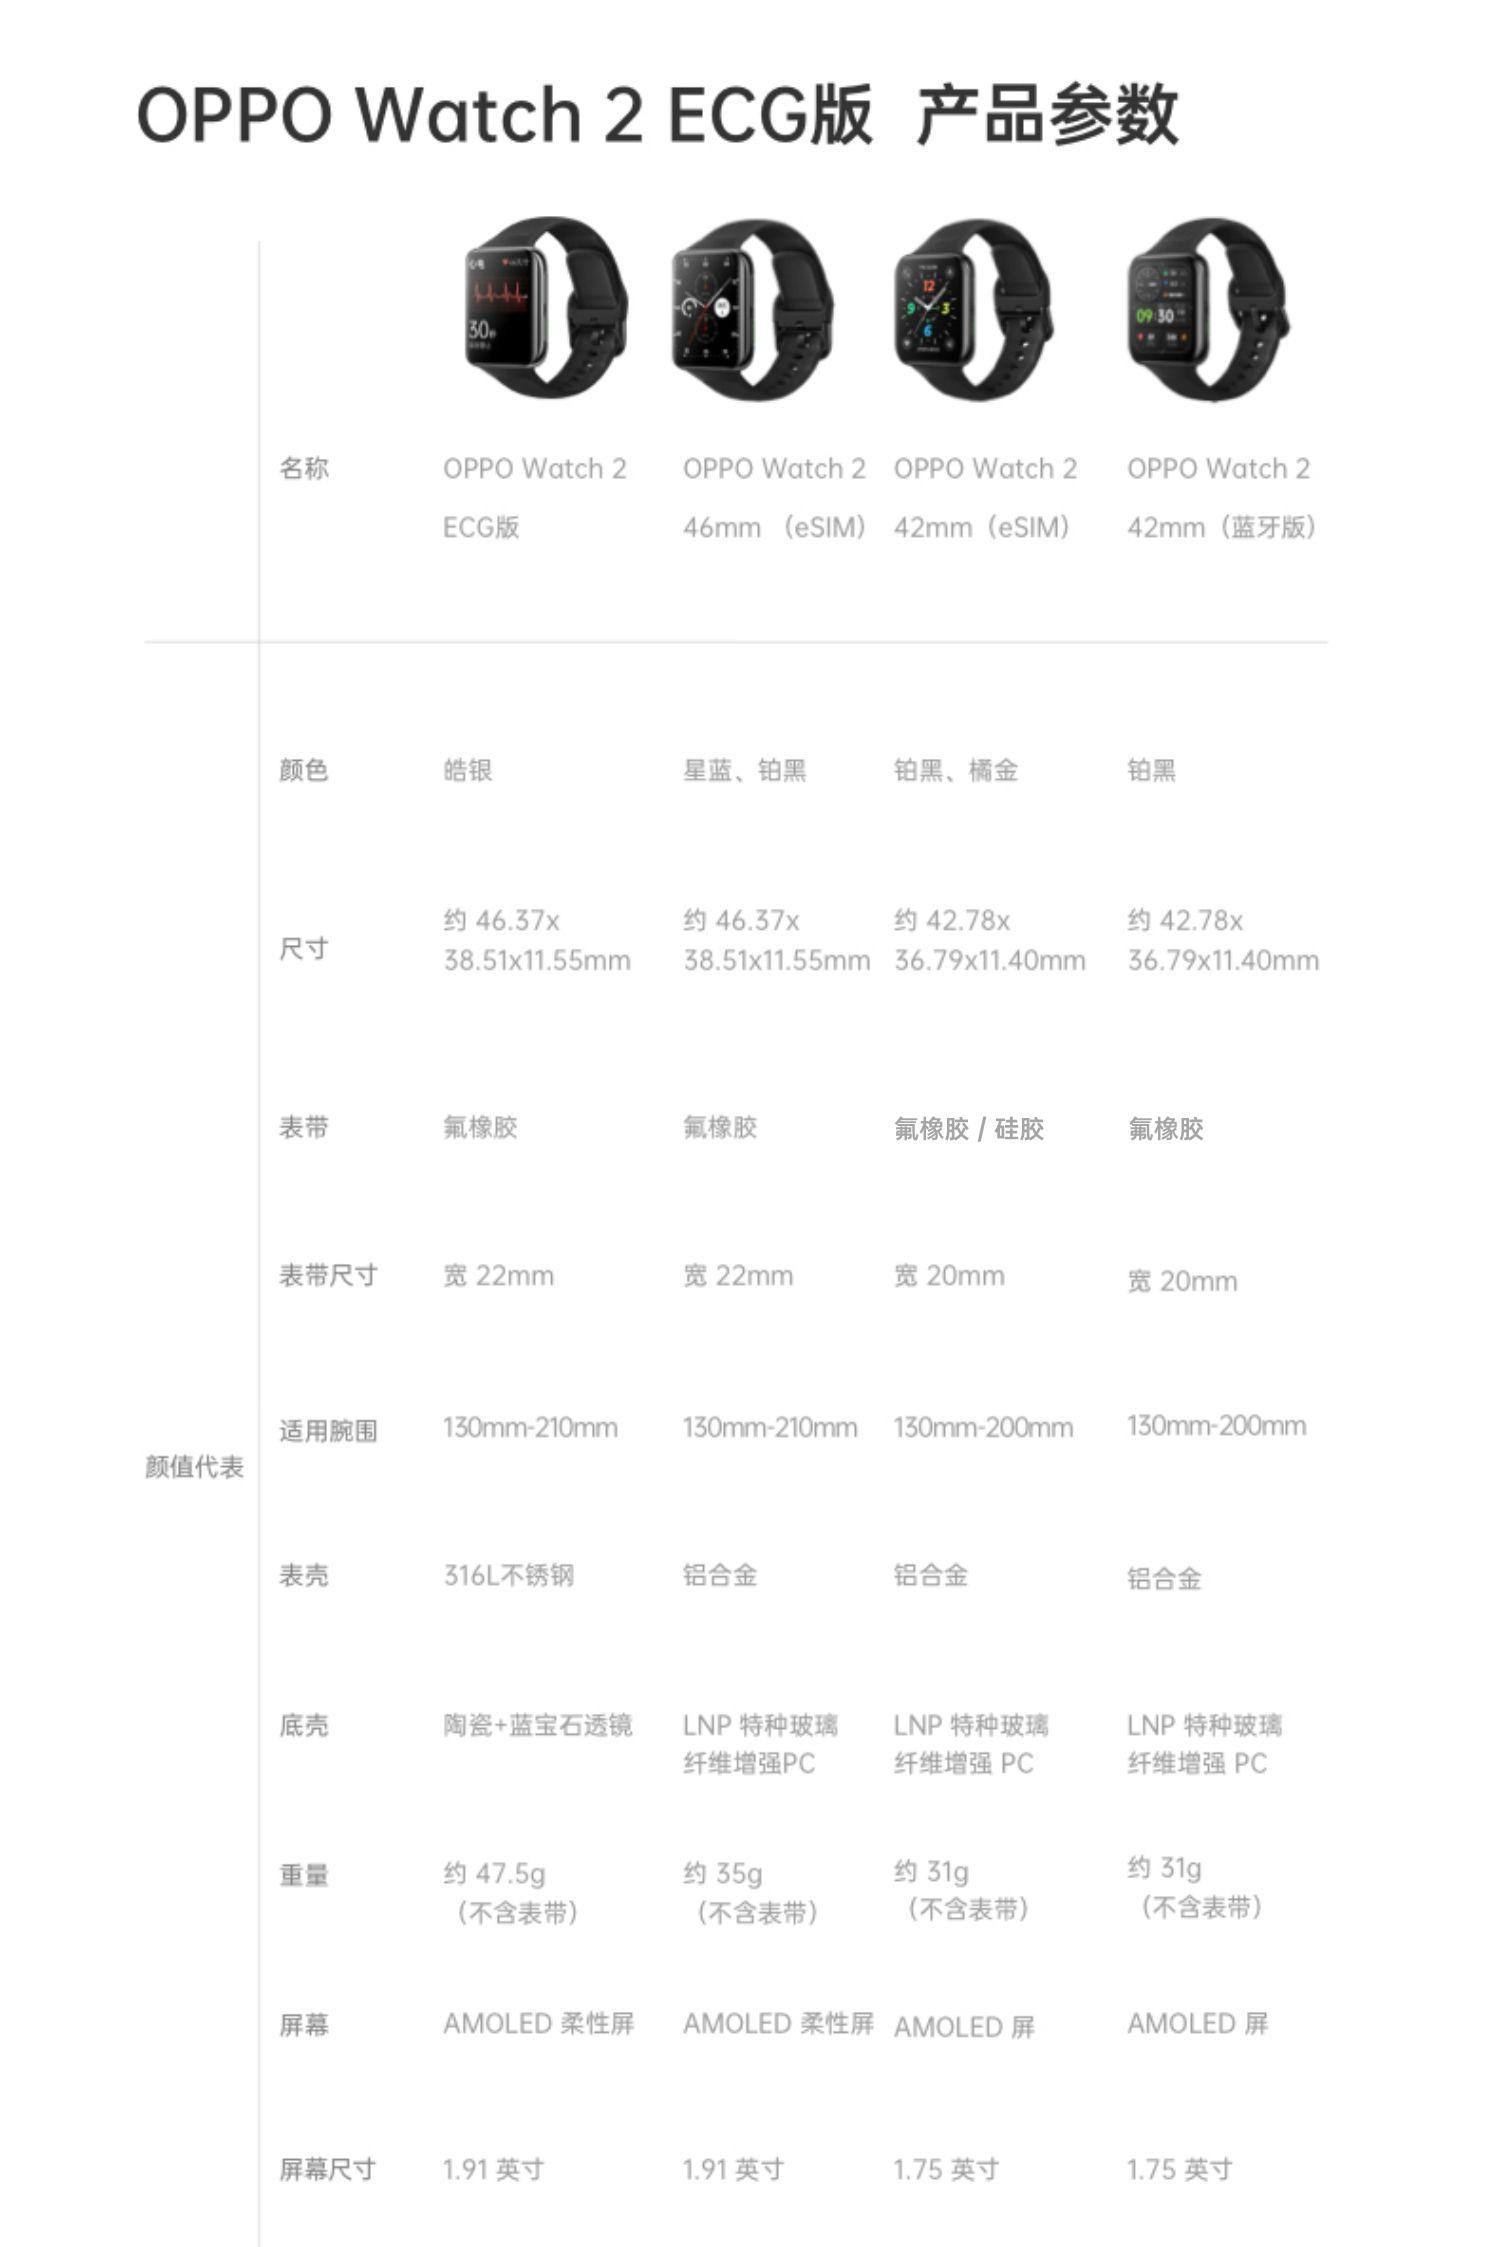 OPPO Watch 2 ECG版 产品参数
30秒
12
9
3
6
09:30
名称
OPPO Watch 2
ECG版
OPPO Watch 2
46mm （eSIM）
OPPO Watch 2
42mm（eSIM）
OPPO Watch 2
42mm（蓝牙版）
颜值代表
颜色
皓银
星蓝、铂黑
铂黑、橘金
铂黑
尺寸
约 46.37x
38.51x11.55mm
约 46.37x
38.51x11.55mm
约 42.78x
36.79x11.40mm
约 42.78x
36.79x11.40mm
表带
氟橡胶
氟橡胶
氟橡胶 / 硅胶
氟橡胶
表带尺寸
宽 22mm
宽 22mm
宽 20mm
宽 20mm
适用腕围
130mm-210mm
130mm-210mm
130mm-200mm
130mm-200mm
表壳
316L不锈钢
铝合金
铝合金
铝合金
底壳
陶瓷+蓝宝石透镜
LNP 特种玻璃
纤维增强PC
LNP 特种玻璃
纤维增强 PC
LNP 特种玻璃
纤维增强 PC
重量
约 47.5g
（不含表带）
约 35g
（不含表带）
约 31g
（不含表带）
约 31g
（不含表带）
屏幕
AMOLED 柔性屏
AMOLED 柔性屏
AMOLED 屏
AMOLED 屏
屏幕尺寸
1.91 英寸
1.91 英寸
1.75 英寸
1.75 英寸